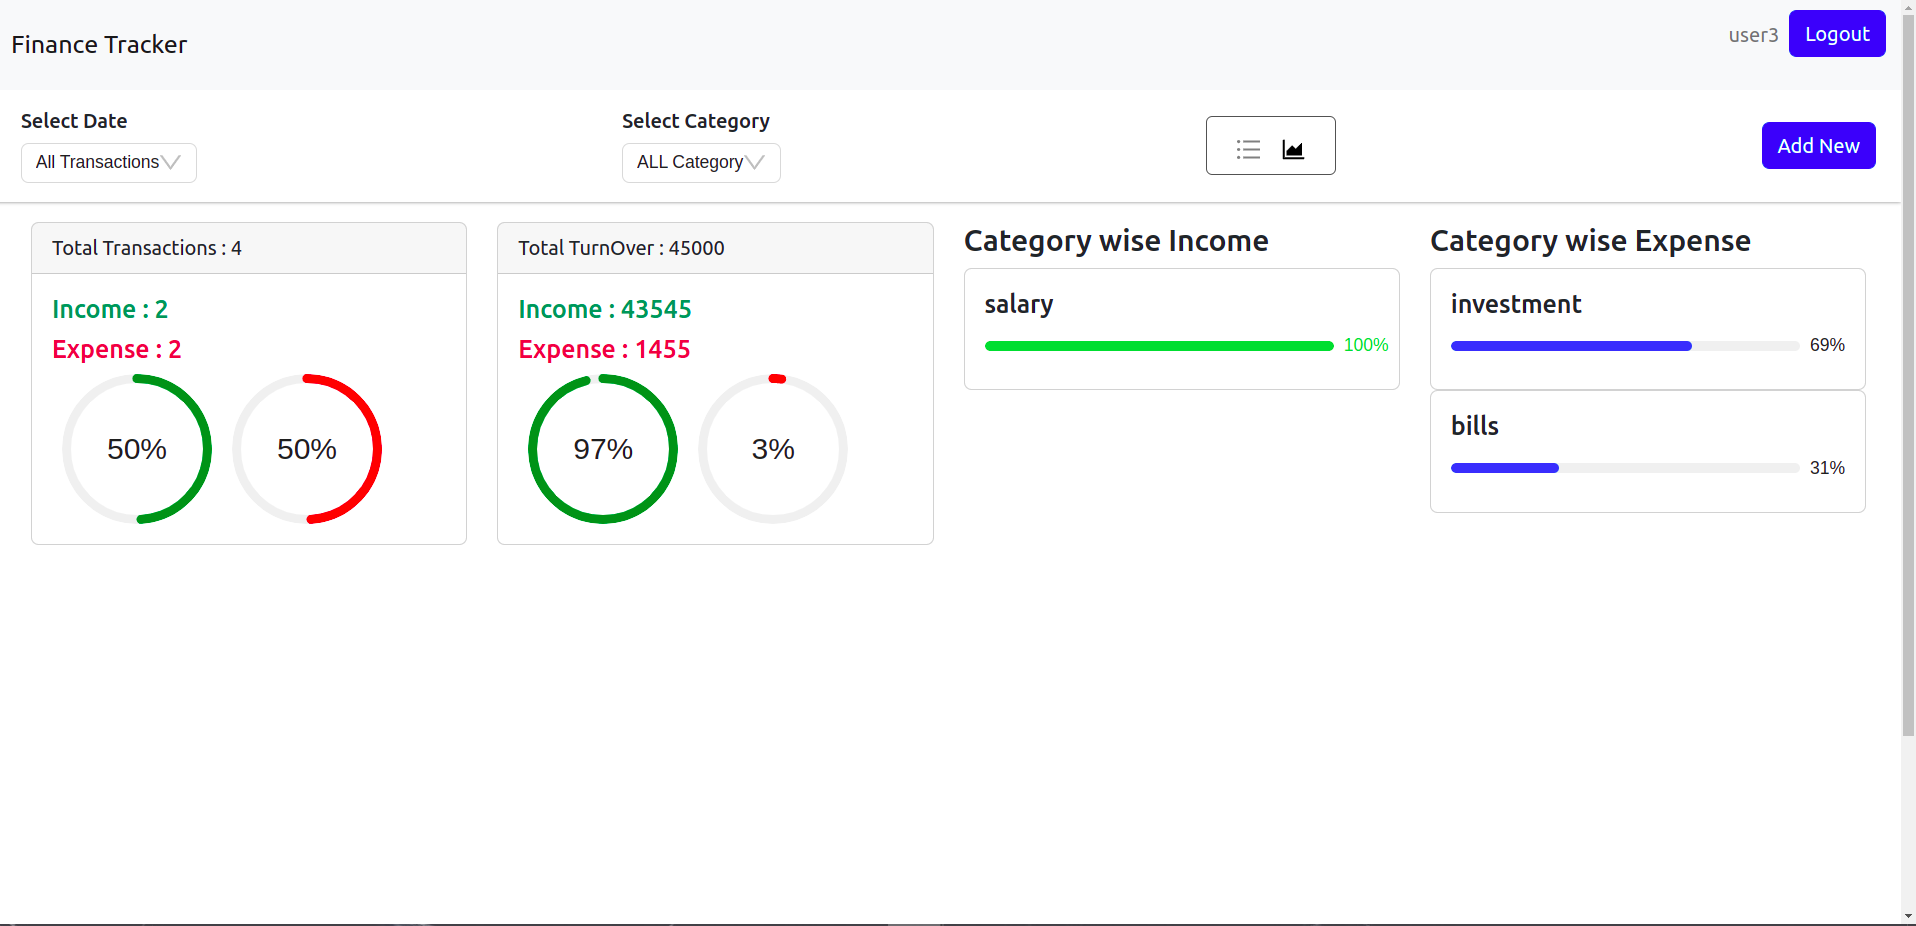 Finance Tracker
user3
Logout
Select Date
All Transactions
Select Category
ALL Category
Add New
Total Transactions : 4
Income : 2
Expense : 2
50%
50%
Total TurnOver : 45000
Income : 43545
Expense : 1455
97%
3%
Category wise Income
salary
100%
Category wise Expense
investment
69%
bills
31%